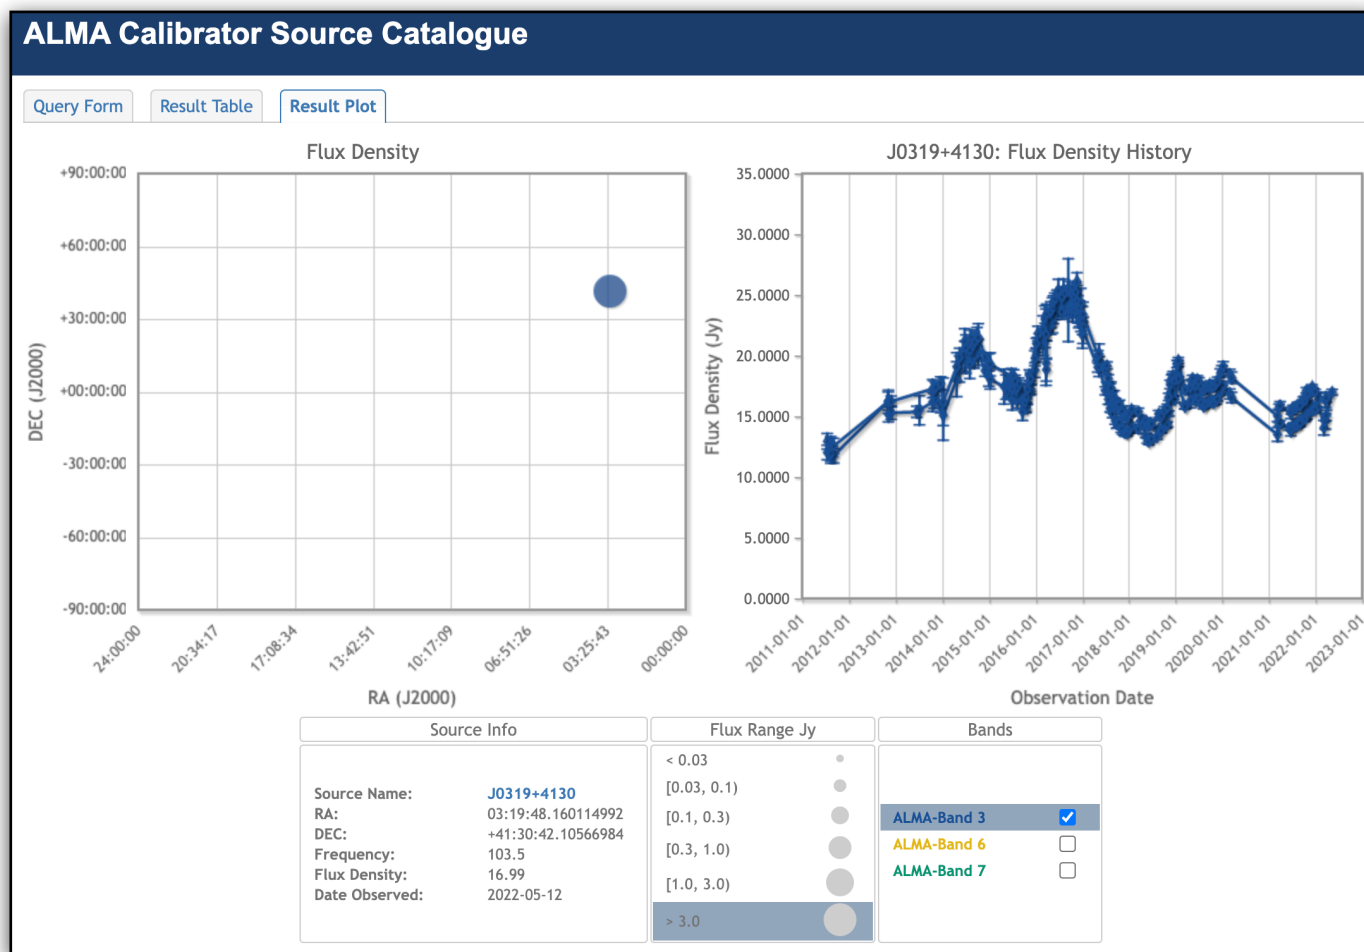 ALMA Calibrator Source Catalogue
Query Form
Result Table
Result Plot
Flux Density
+90:00:00
+60:00:00
+30:00:00
+00:00:00
-30:00:00
-60:00:00
-90:00:00
DEC (J2000)
24:00:00
20:34:17
17:08:34
13:42:51
10:17:09
06:51:26
03:25:43
00:00:00
RA (J2000)
J0319+4130: Flux Density History
35.0000
30.0000
25.0000
20.0000
15.0000
10.0000
5.0000
0.0000
Flux Density (Jy)
2011-01-01
2012-01-01
2013-01-01
2014-01-01
2015-01-01
2016-01-01
2017-01-01
2018-01-01
2019-01-01
2020-01-01
2021-01-01
2022-01-01
2023-01-01
Observation Date
Source Info
Source Name: J0319+4130
RA: 03:19:48.160114992
DEC: +41:30:42.10566984
Frequency: 103.5
Flux Density: 16.99
Date Observed: 2022-05-12
Flux Range Jy
< 0.03
[0.03, 0.1)
[0.1, 0.3)
[0.3, 1.0)
[1.0, 3.0)
> 3.0
Bands
ALMA-Band 3
ALMA-Band 6
ALMA-Band 7